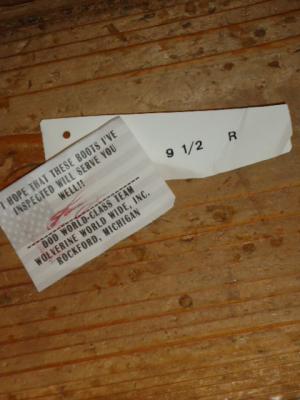 I HOPE THAT THESE BOOTS I'VE
INSPECTED WILL SERVE YOU
WELL!!
DOD WORLD-CLASS TEAM
WOLVERINE WORLD WIDE, INC.
ROCKFORD, MICHIGAN
9 1/2 R